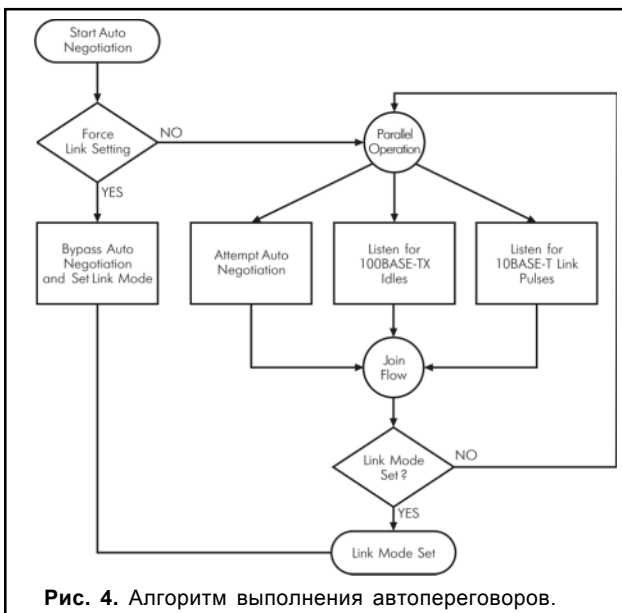 Start Auto
Negotiation
Force
Link Setting
NO
Parallel
Operation
YES
Bypass Auto
Negotiation
and Set Link Mode
Attempt Auto
Negotiation
Listen for
100BASE-TX
Idles
Listen for
10BASE-T Link
Pulses
Join
Flow
Link Mode
Set?
NO
YES
Link Mode Set
Рис. 4. Алгоритм выполнения автопереговоров.